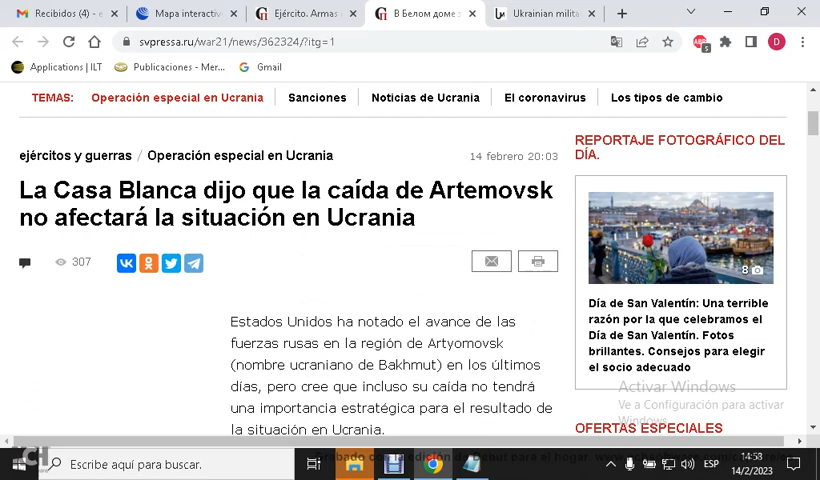 Recibidos (4) - e
Mapa interactiv
Ejército. Armas
В Белом доме з
Ukrainian milita
svpressa.ru/war21/news/362324/?itg=1
Applications | ILT
Publicaciones - Mer...
Gmail
TEMAS: Operación especial en Ucrania Sanciones Noticias de Ucrania El coronavirus Los tipos de cambio
ejércitos y guerras / Operación especial en Ucrania
14 febrero 20:03
La Casa Blanca dijo que la caída de Artemovsk
no afectará la situación en Ucrania
307
Estados Unidos ha notado el avance de las
fuerzas rusas en la región de Artyomovsk
(nombre ucraniano de Bakhmut) en los últimos
días, pero cree que incluso su caída no tendrá
una importancia estratégica para el resultado de
la situación en Ucrania.
REPORTAJE FOTOGRÁFICO DEL
DÍA.
8
Día de San Valentín: Una terrible
razón por la que celebramos el
Día de San Valentín. Fotos
brillantes. Consejos para elegir
el socio adecuado
OFERTAS ESPECIALES
Activar Windows
Ve a Configuración para activar
Windows.
Escribe aquí para buscar.
ESP
14:58
14/2/2023